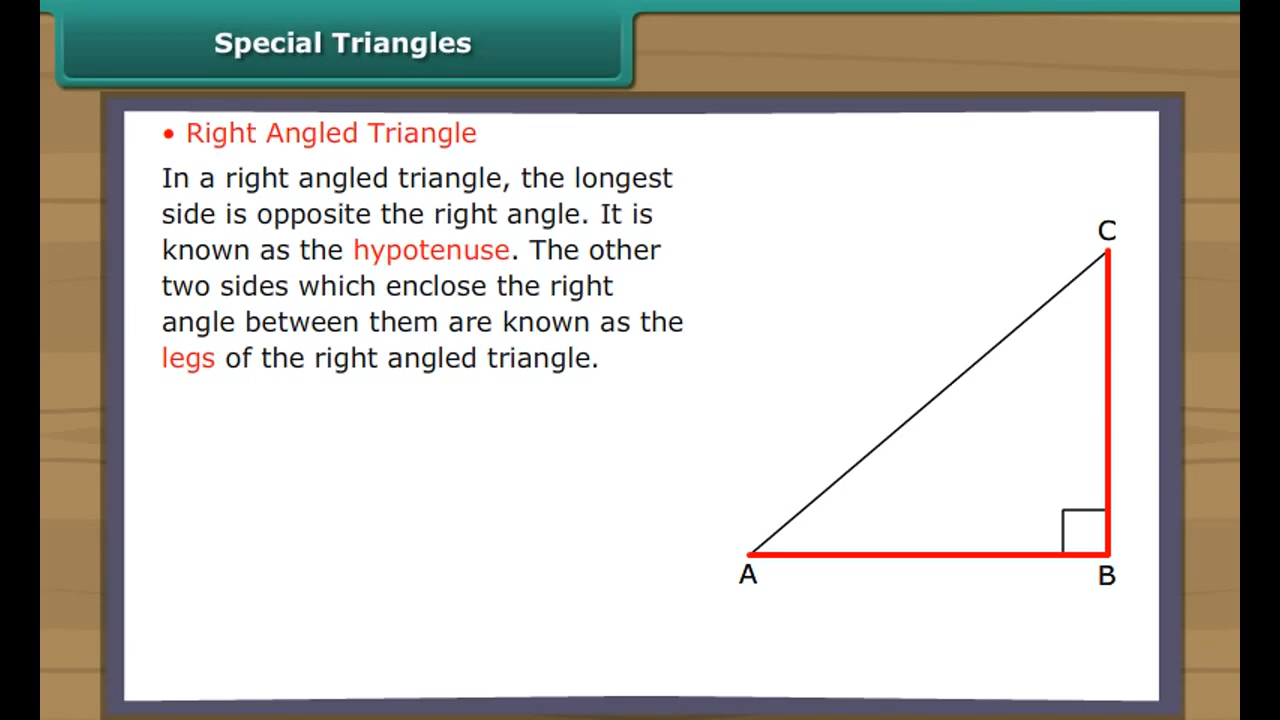 Special Triangles
• Right Angled Triangle
In a right angled triangle, the longest
side is opposite the right angle. It is
known as the hypotenuse. The other
two sides which enclose the right
angle between them are known as the
legs of the right angled triangle.
C
A
B